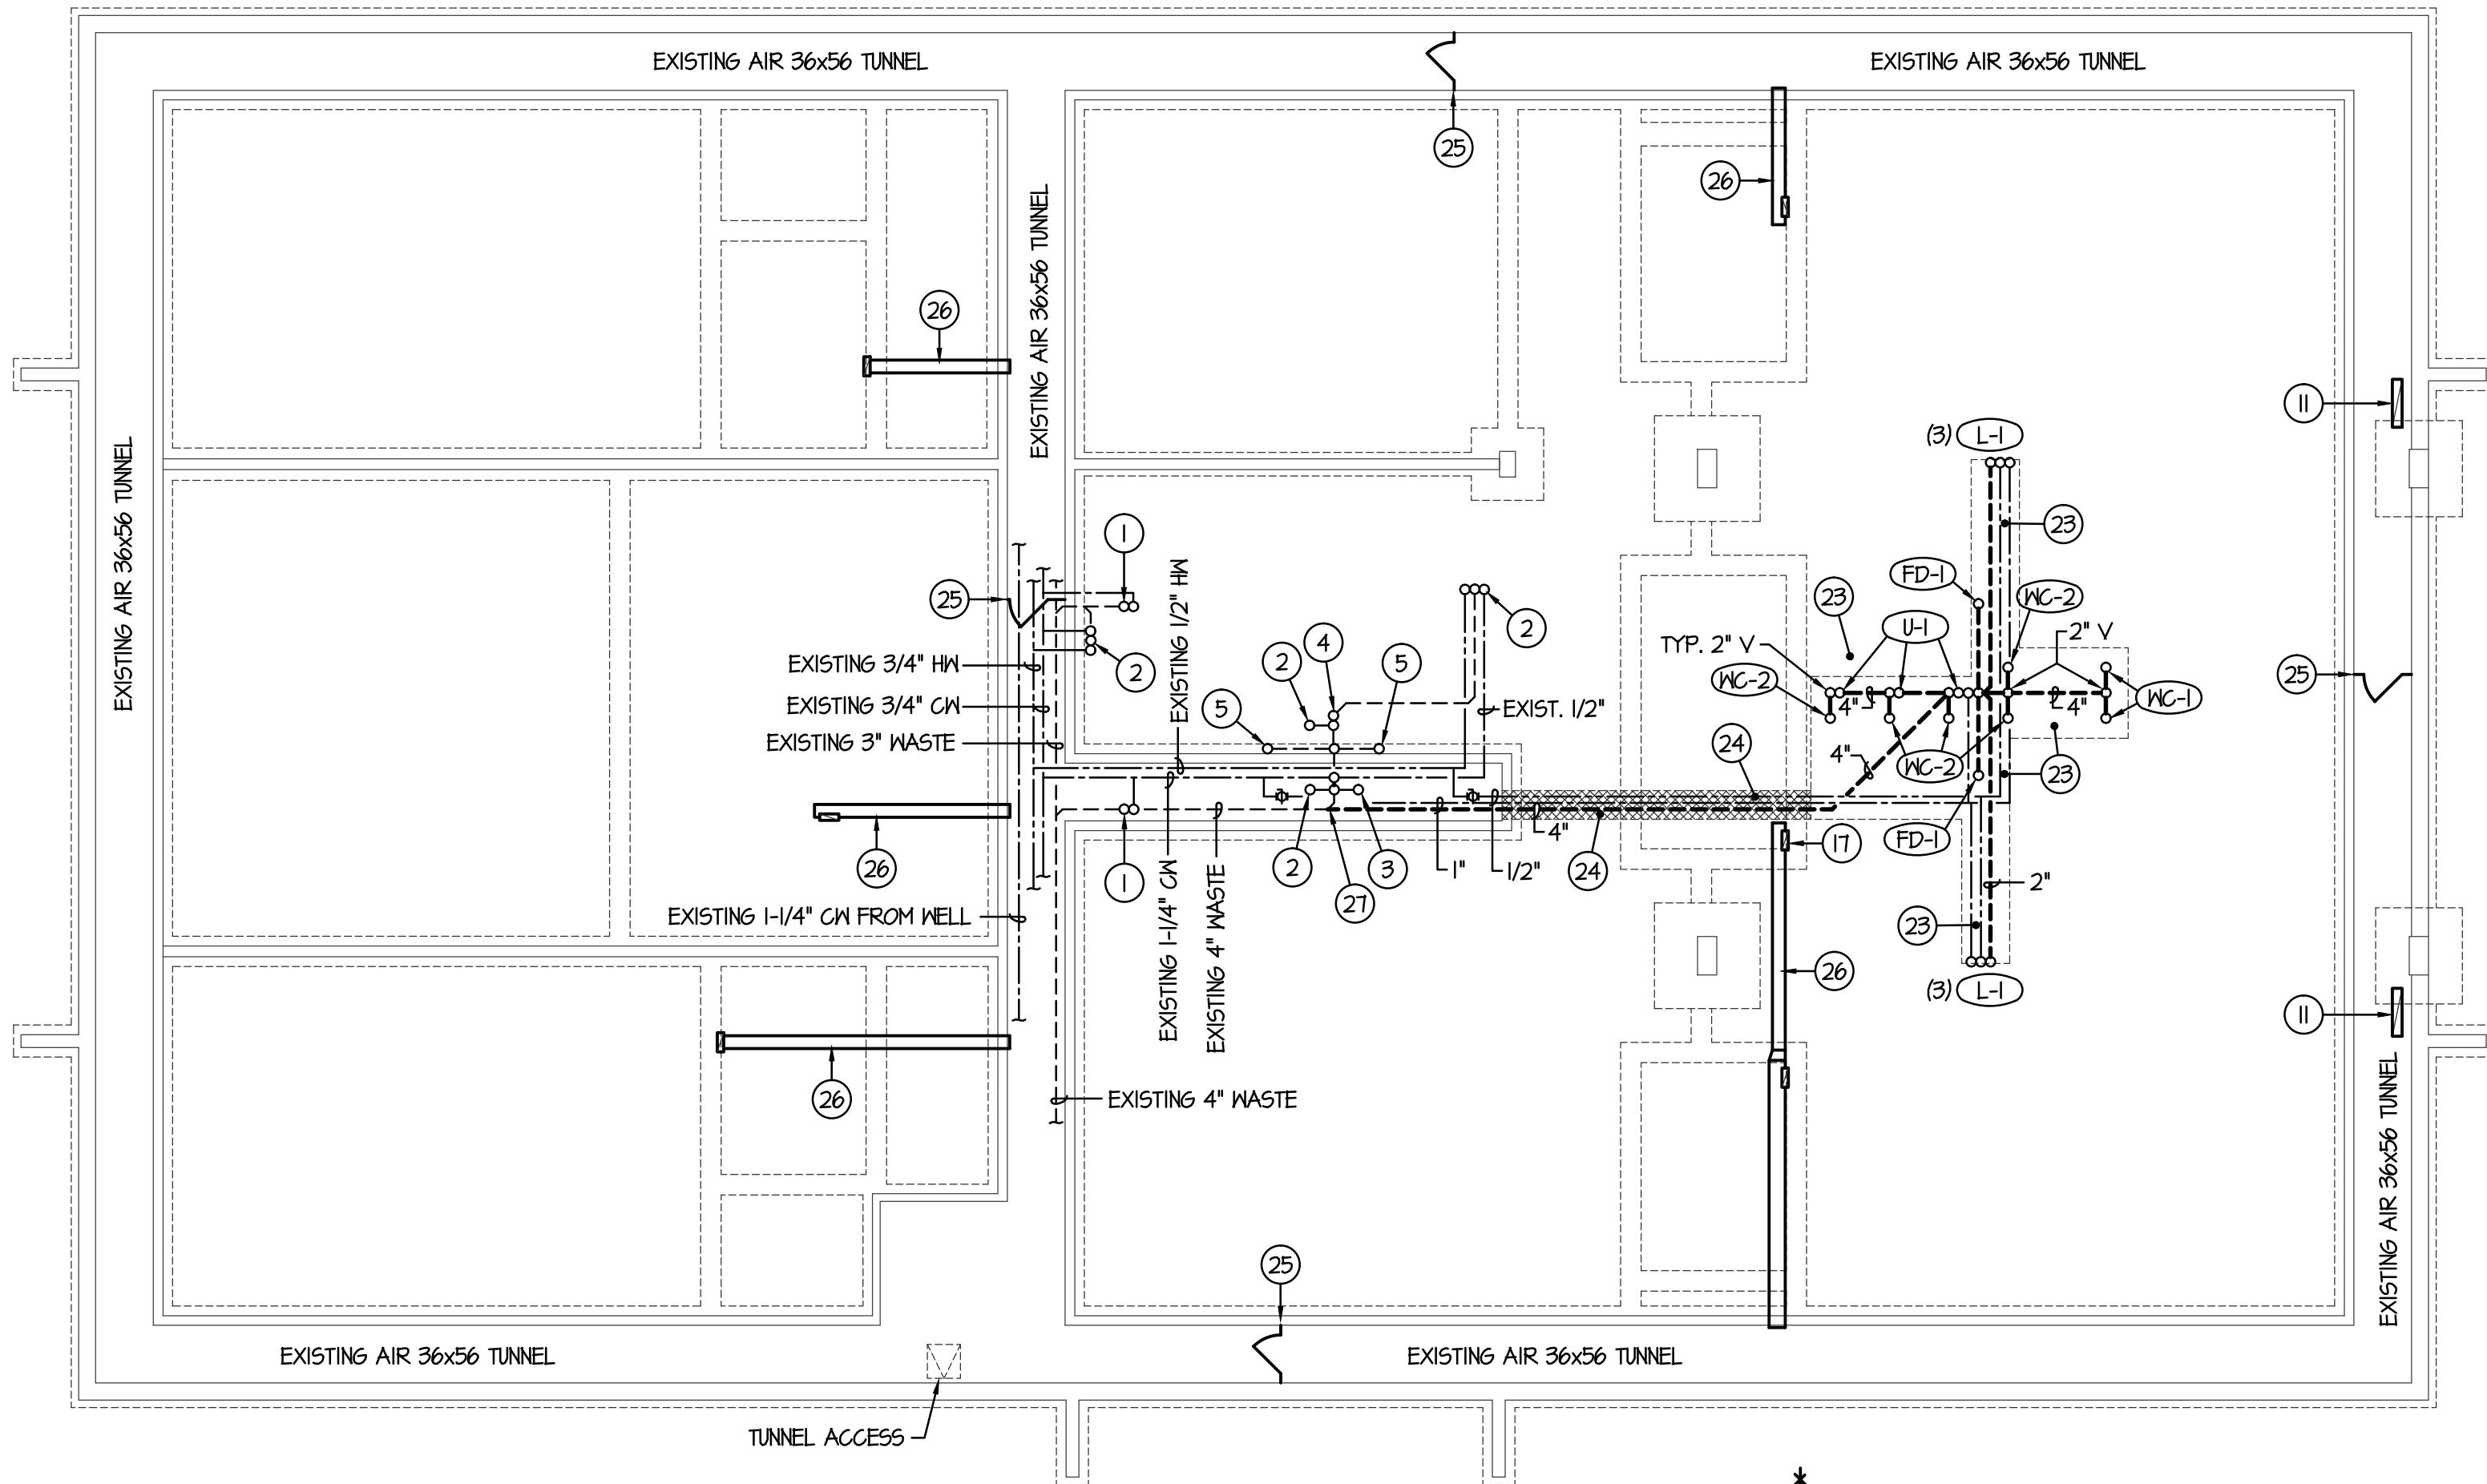 EXISTING AIR 36x56 TUNNEL
EXISTING AIR 36x56 TUNNEL
25
26
EXISTING AIR 36x56 TUNNEL
26
11
EXISTING AIR 36x56 TUNNEL
(3) L-1
23
1
EXISTING 1/2" HW
FD-1
25
23
WC-2
2
U-1
2" V
4
TYP. 2" V
2
5
EXISTING 3/4" HW
2
25
WC-2
WC-1
5
EXIST. 1/2"
4"
4"
EXISTING 3/4" CW
EXISTING 3" WASTE
24
4"
WC-2
23
26
1
2
3
1"
1/2"
4"
24
17
FD-1
27
2"
EXISTING 1-1/4" CW FROM WELL
EXISTING 1-1/4" CW
EXISTING 4" WASTE
23
26
(3) L-1
11
26
EXISTING 4" WASTE
EXISTING AIR 36x56 TUNNEL
25
EXISTING AIR 36x56 TUNNEL
EXISTING AIR 36x56 TUNNEL
TUNNEL ACCESS